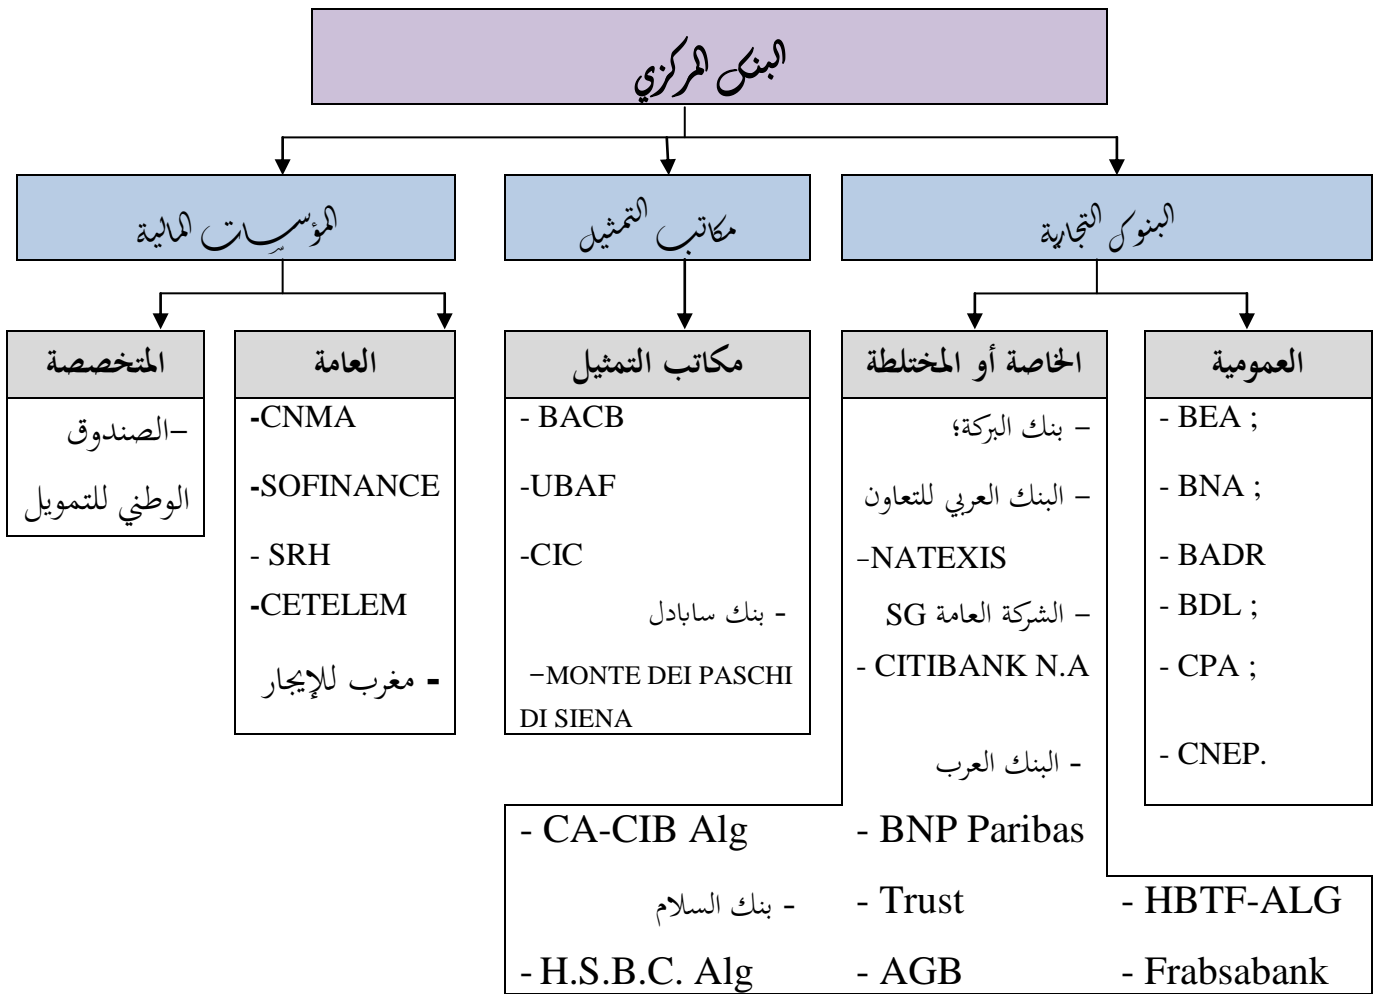 البنك المركزي
البنوك التجارية
مكاتب التمثيل
المؤسسات المالية
العمومية
- BEA ;
- BNA ;
- BADR
- BDL ;
- CPA ;
- CNEP.
الخاصة أو المختلطة
- بنك البركة؛
- البنك العربي للتعاون
-NATEXIS
- الشركة العامة SG
- CITIBANK N.A
- البنك العرب
- BNP Paribas
- CA-CIB Alg
- HBTF-ALG
- Trust
- بنك السلام
- Frabsabank
- AGB
- H.S.B.C. Alg
مكاتب التمثيل
- BACB
-UBAF
-CIC
- بنك سابادل
-MONTE DEI PASCHI
DI SIENA
العامة
-CNMA
-SOFINANCE
- SRH
-CETELEM
- مغرب للإيجار
المتخصصة
-الصندوق
الوطني للتمويل